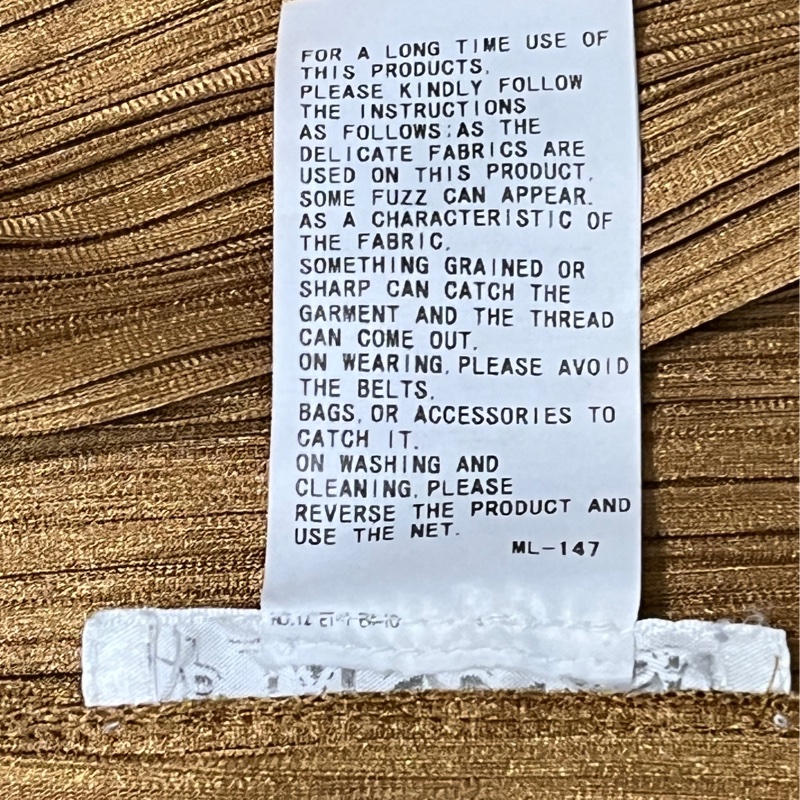 FOR A LONG TIME USE OF
THIS PRODUCTS,
PLEASE KINDLY FOLLOW
THE INSTRUCTIONS
AS FOLLOWS:AS THE
DELICATE FABRICS ARE
USED ON THIS PRODUCT,
SOME FUZZ CAN APPEAR.
AS A CHARACTERISTIC OF
THE FABRIC,
SOMETHING GRAINED OR
SHARP CAN CATCH THE
GARMENT AND THE THREAD
CAN COME OUT.
ON WEARING, PLEASE AVOID
THE BELTS,
BAGS, OR ACCESSORIES TO
CATCH IT.
ON WASHING AND
CLEANING, PLEASE
REVERSE THE PRODUCT AND
USE THE NET.
ML-147